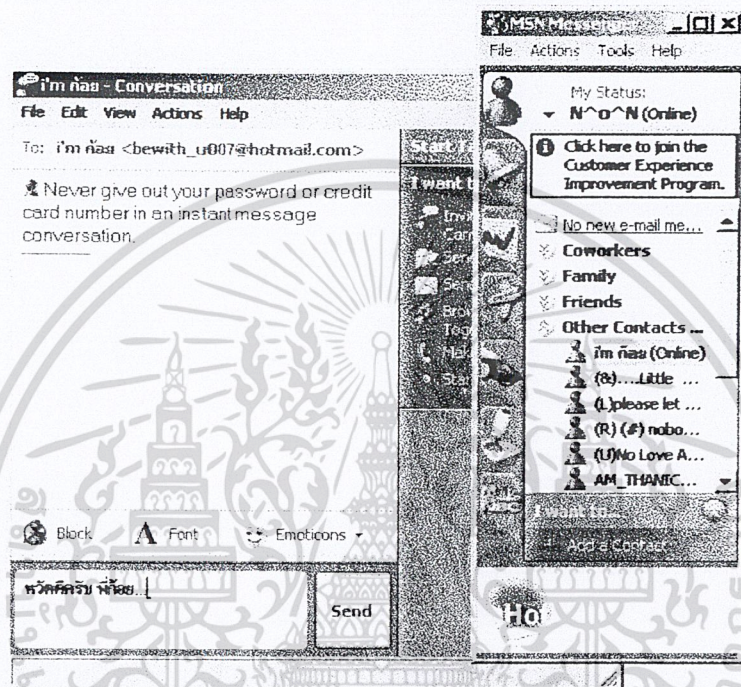 i'm ก้อย - Conversation
File Edit View Actions Help
To: i'm ก้อย <bewith_u007@hotmail.com>
Never give out your password or credit
card number in an instant message
conversation.
I want t
Block
A Font
Emoticons
หวัดดีครับ พี่ก้อย...
Send
MSN Messenger
File Actions Tools Help
My Status:
N^o^N (Online)
Click here to join the
Customer Experience
Improvement Program.
No new e-mail me...
Coworkers
Family
Friends
Other Contacts ...
i'm ก้อย (Online)
(&)....Little ...
(L)please let ...
(R) (#) nobo...
(U)No Love A...
AM_THANIC...
I want to...
Add a Contact
Ho